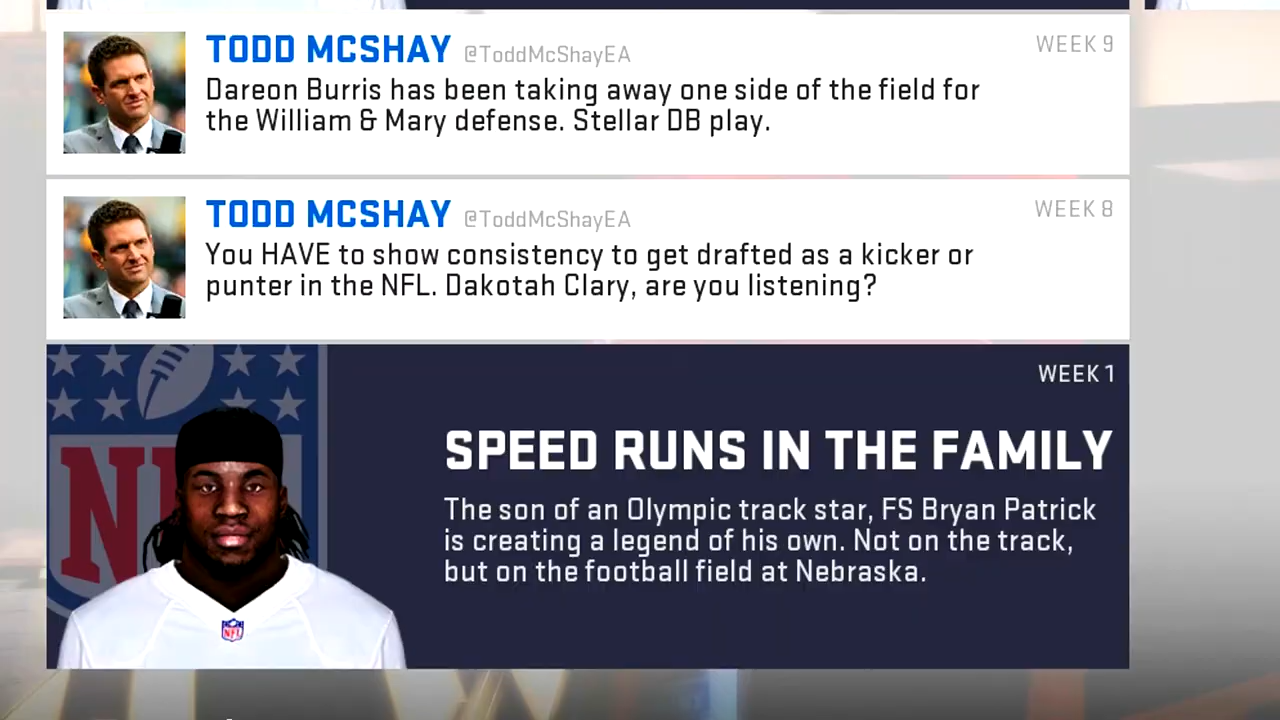 TODD MCSHAY @ToddMcShayEA WEEK 9
Dareon Burris has been taking away one side of the field for
the William & Mary defense. Stellar DB play.
TODD MCSHAY @ToddMcShayEA WEEK 8
You HAVE to show consistency to get drafted as a kicker or
punter in the NFL. Dakotah Clary, are you listening?
WEEK 1
SPEED RUNS IN THE FAMILY
The son of an Olympic track star, FS Bryan Patrick
is creating a legend of his own. Not on the track,
but on the football field at Nebraska.
NFL